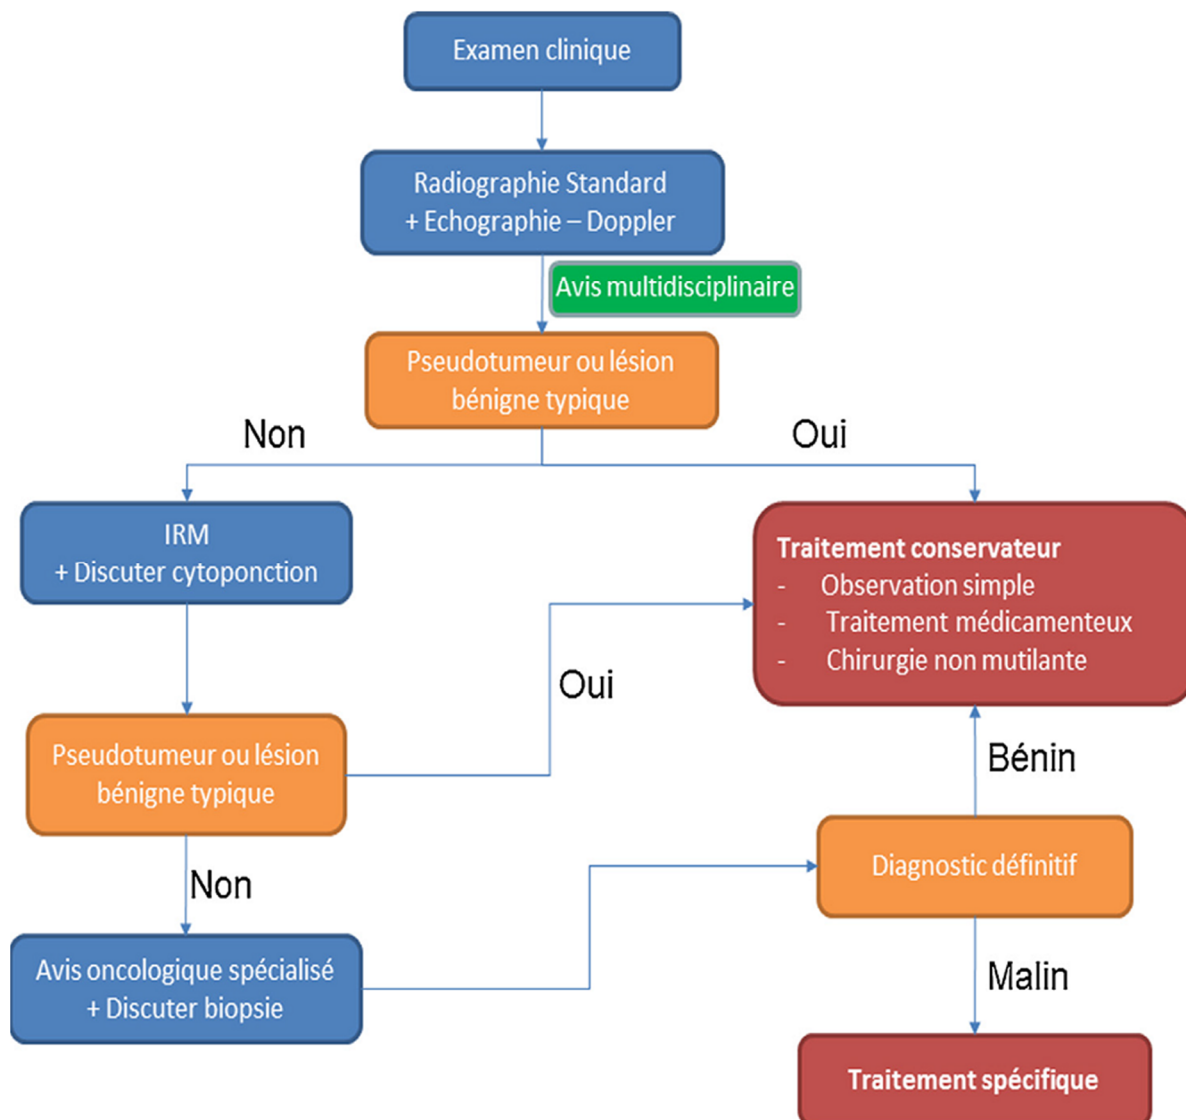 Examen clinique
Radiographie Standard
+ Echographie – Doppler
Avis multidisciplinaire
Pseudotumeur ou lésion
bénigne typique
Non
Oui
IRM
+ Discuter cytoponction
Traitement conservateur
- Observation simple
- Traitement médicamenteux
- Chirurgie non mutilante
Oui
Pseudotumeur ou lésion
bénigne typique
Bénin
Non
Diagnostic définitif
Avis oncologique spécialisé
+ Discuter biopsie
Malin
Traitement spécifique